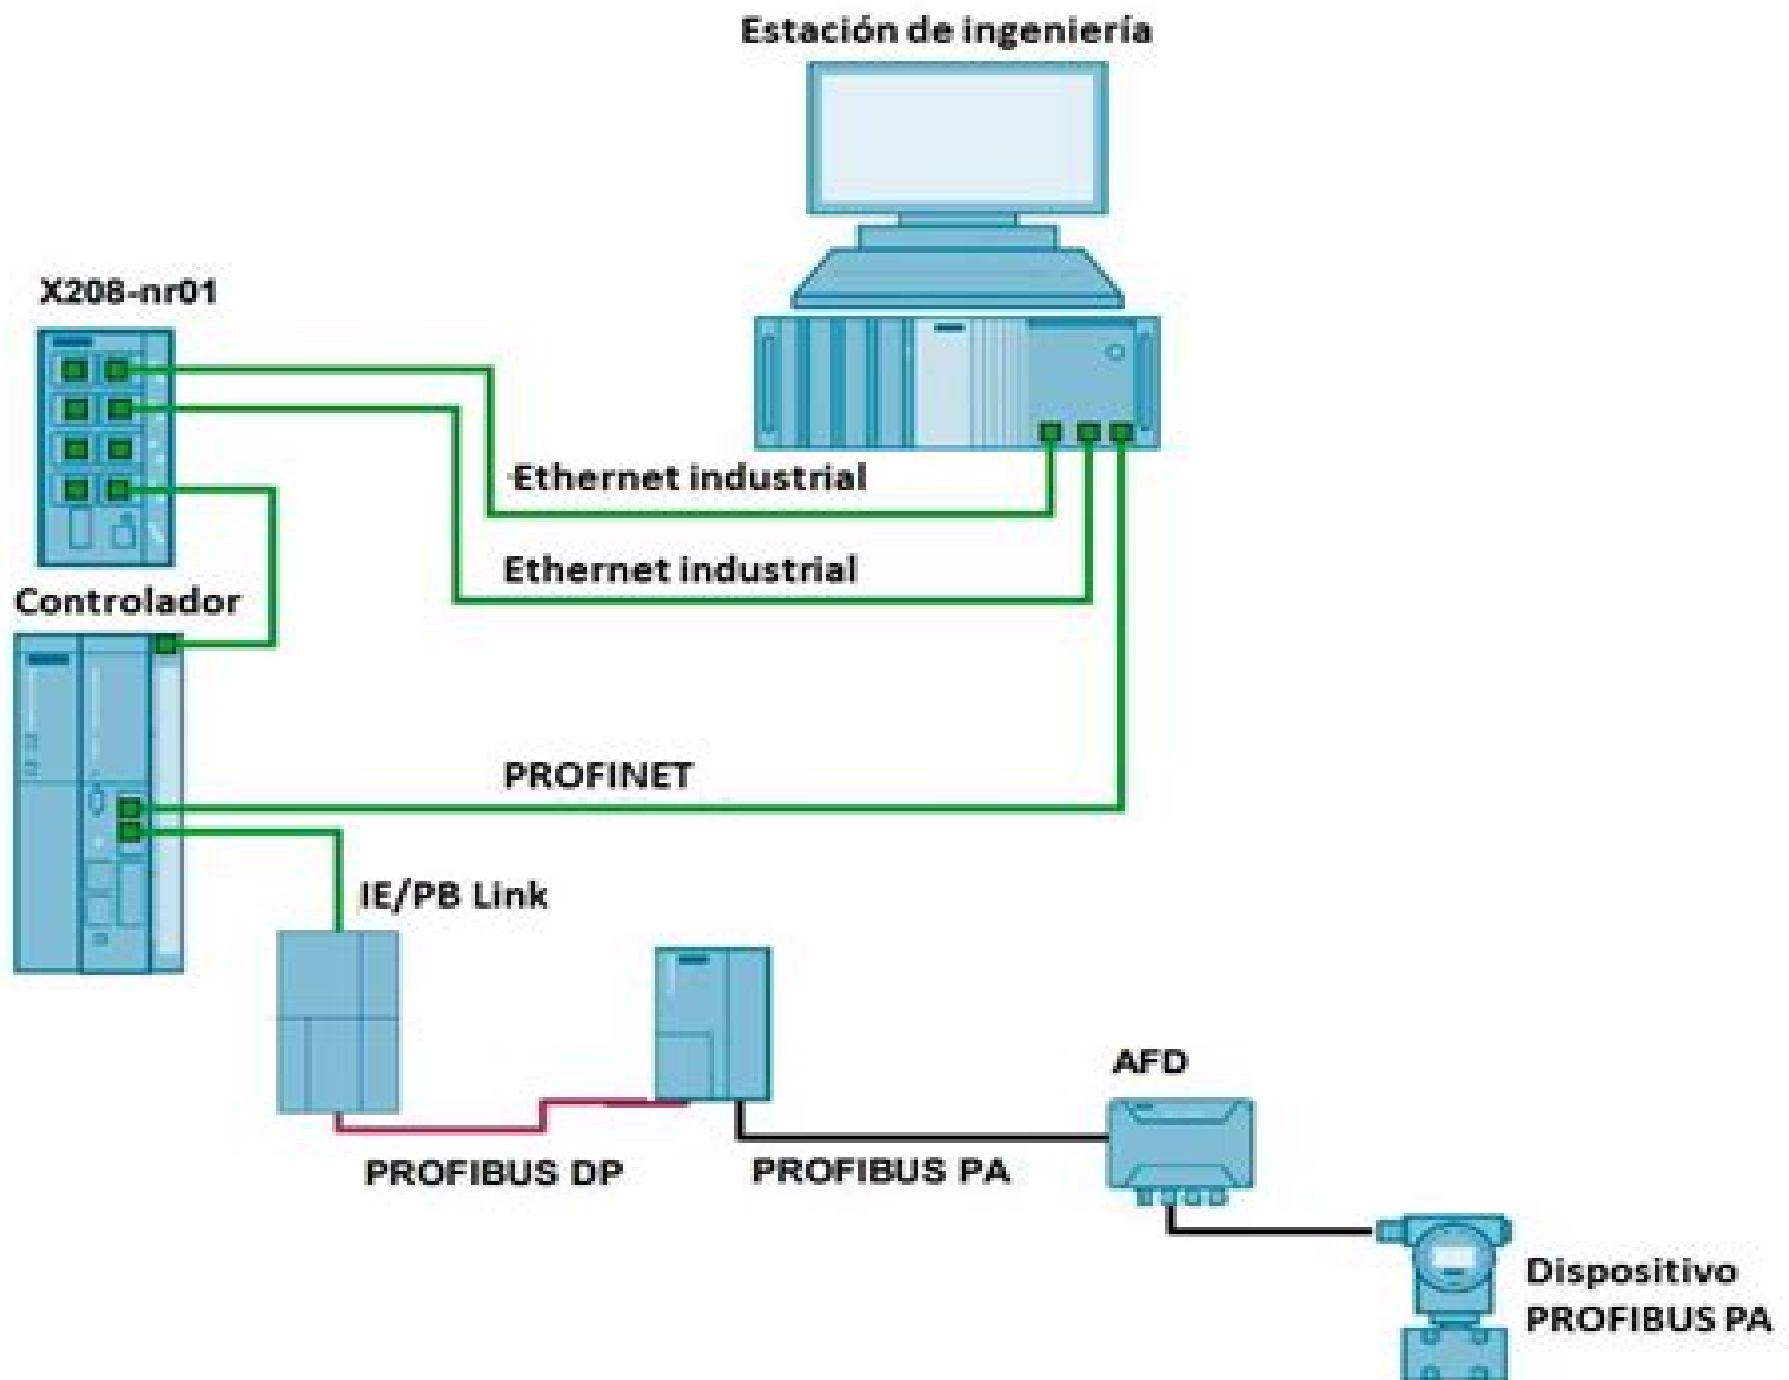 Estación de ingeniería
X208-nr01
Ethernet industrial
Ethernet industrial
Controlador
PROFINET
IE/PB Link
AFD
PROFIBUS DP
PROFIBUS PA
Dispositivo
PROFIBUS PA